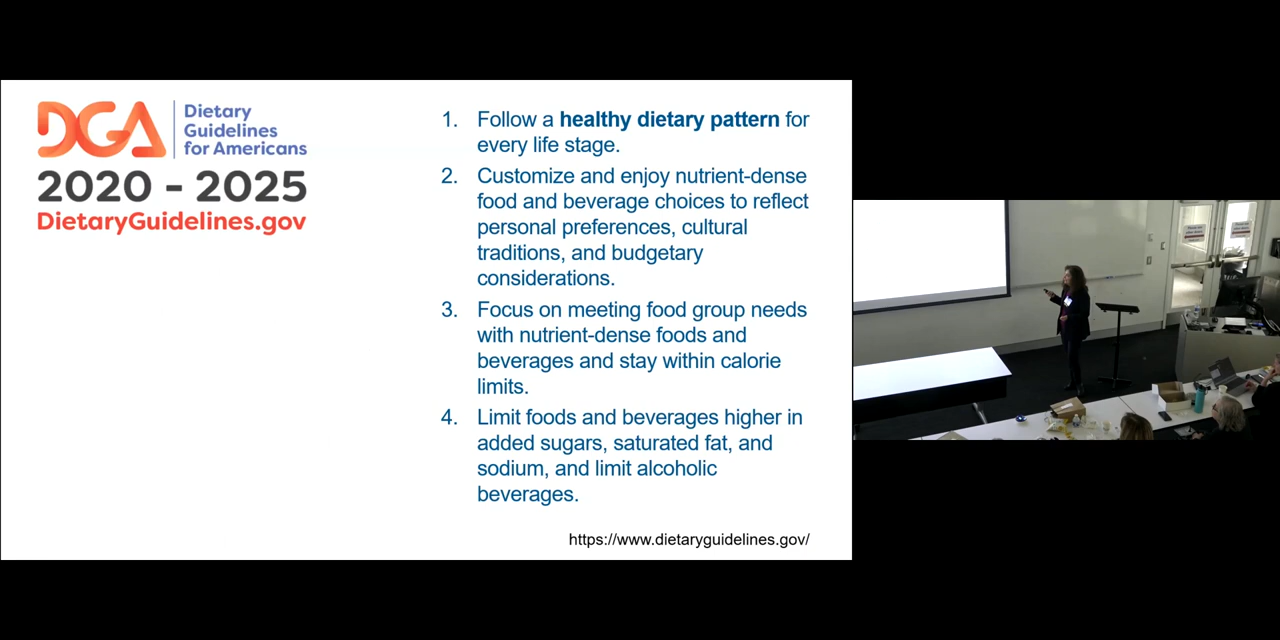 DGA
Dietary
Guidelines
for Americans
2020 - 2025
DietaryGuidelines.gov
1. Follow a healthy dietary pattern for
every life stage.
2. Customize and enjoy nutrient-dense
food and beverage choices to reflect
personal preferences, cultural
traditions, and budgetary
considerations.
3. Focus on meeting food group needs
with nutrient-dense foods and
beverages and stay within calorie
limits.
4. Limit foods and beverages higher in
added sugars, saturated fat, and
sodium, and limit alcoholic
beverages.
https://www.dietaryguidelines.gov/